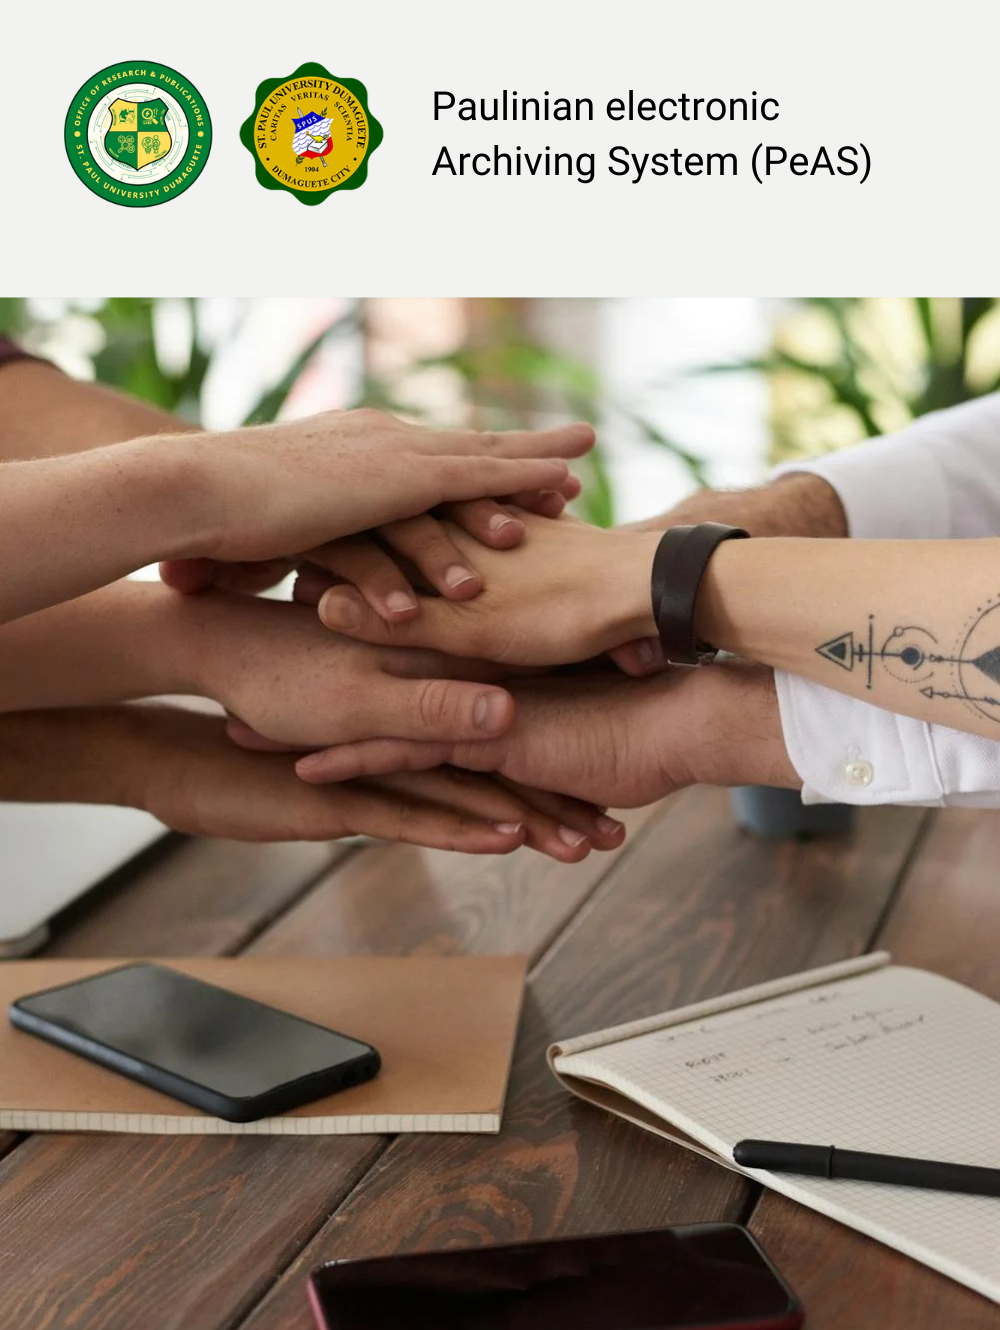 OFFICE OF RESEARCH & PUBLICATIONS
ST. PAUL UNIVERSITY DUMAGUETE
ST. PAUL UNIVERSITY DUMAGUETE
CARITAS VERITAS SCIENTIA
SPUS
1904
DUMAGUETE CITY
Paulinian electronic
Archiving System (PeAS)